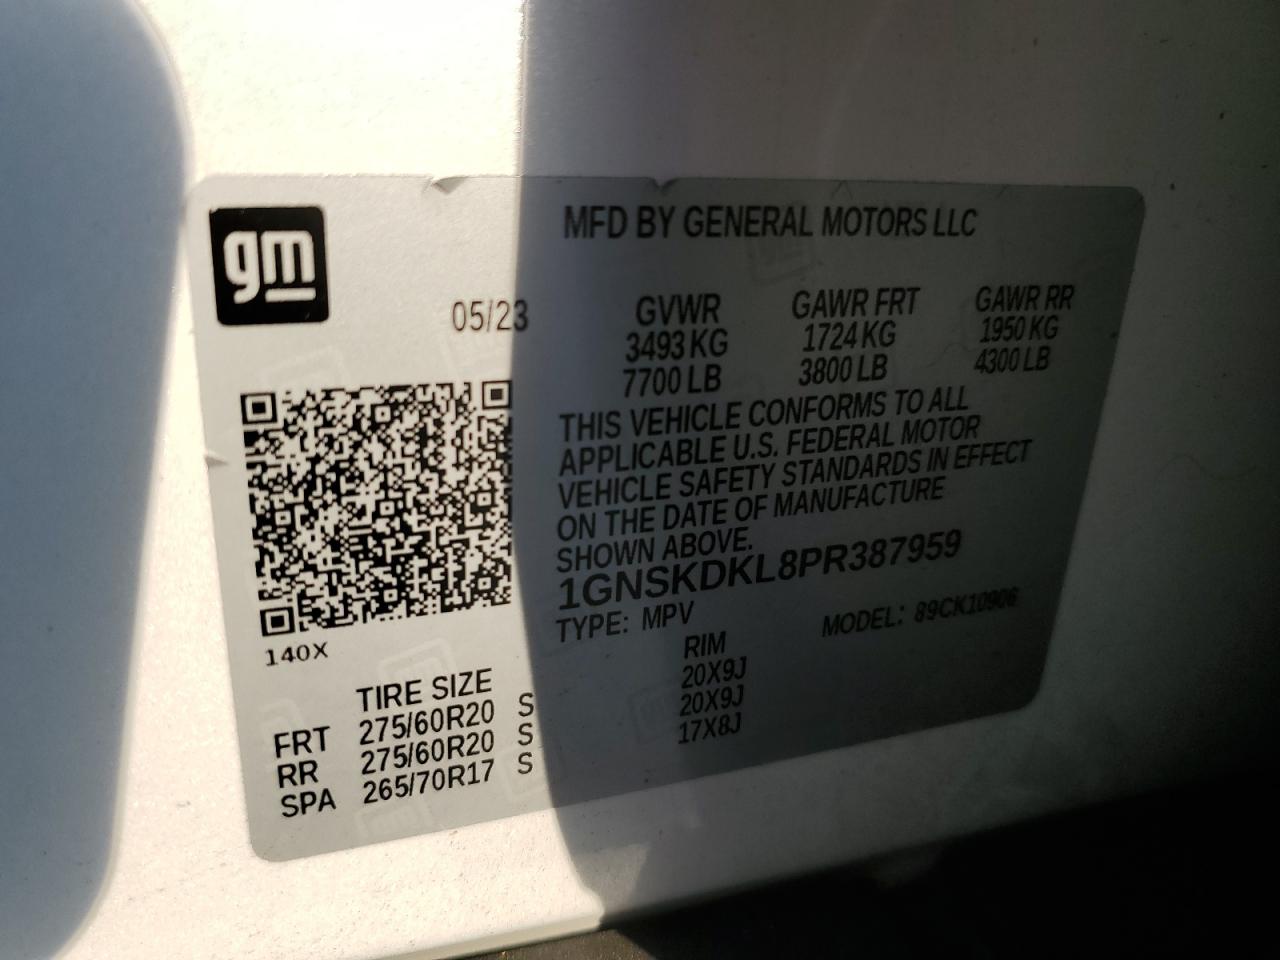 gm
MFD BY GENERAL MOTORS LLC
05/23
GVWR GAWR FRT GAWR RR
3493 KG 1724 KG 1950 KG
7700 LB 3800 LB 4300 LB
THIS VEHICLE CONFORMS TO ALL
APPLICABLE U.S. FEDERAL MOTOR
VEHICLE SAFETY STANDARDS IN EFFECT
ON THE DATE OF MANUFACTURE
SHOWN ABOVE.
1GNSKDKL8PR387959
TYPE: MPV MODEL: 89CK10906
140X
TIRE SIZE RIM
FRT 275/60R20 S 20X9J
RR 275/60R20 S 20X9J
SPA 265/70R17 S 17X8J